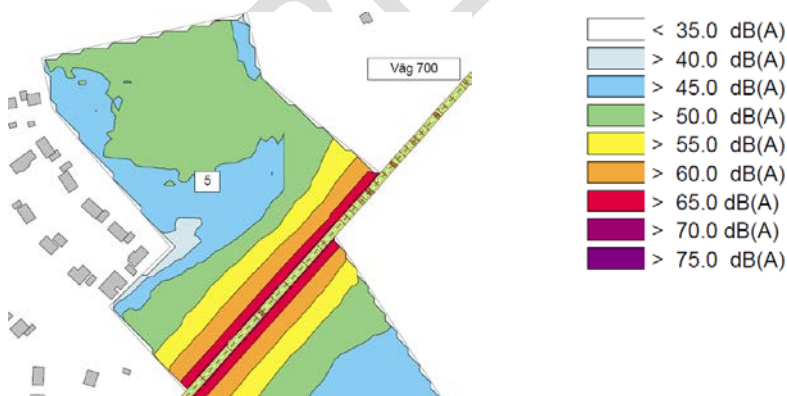 Väg 700
5
< 35.0 dB(A)
> 40.0 dB(A)
> 45.0 dB(A)
> 50.0 dB(A)
> 55.0 dB(A)
> 60.0 dB(A)
> 65.0 dB(A)
> 70.0 dB(A)
> 75.0 dB(A)